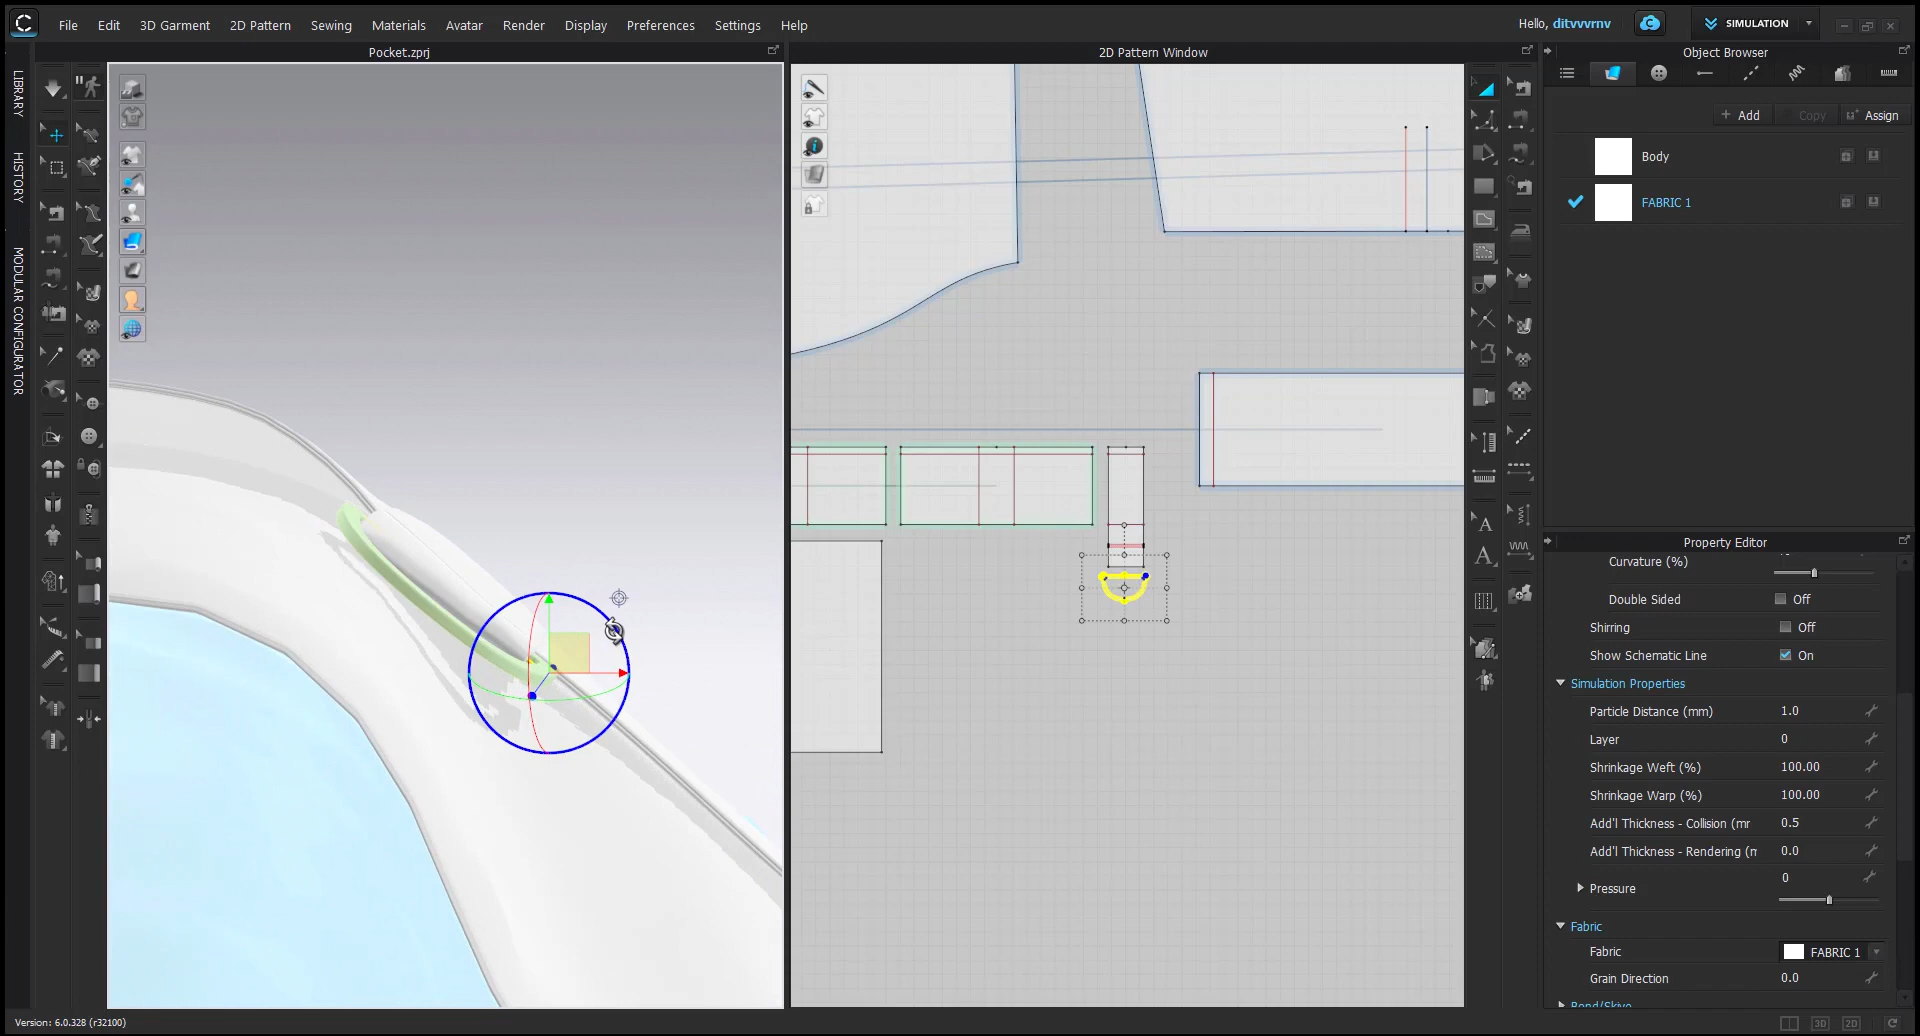 File Edit 3D Garment 2D Pattern Sewing Materials Avatar Render Display Preferences Settings Help
Hello, ditvvvrnv
SIMULATION
Pocket.zprj
2D Pattern Window
Object Browser
LIBRARY
HISTORY
MODULAR CONFIGURATOR
+ Add Copy Assign
Body
FABRIC 1
Property Editor
Curvature (%)
Double Sided Off
Shirring Off
Show Schematic Line On
Simulation Properties
Particle Distance (mm) 1.0
Layer 0
Shrinkage Weft (%) 100.00
Shrinkage Warp (%) 100.00
Add'l Thickness - Collision (mr 0.5
Add'l Thickness - Rendering (r 0.0
Pressure 0
Fabric
Fabric FABRIC 1
Grain Direction 0.0
Bond/Skive
Version: 6.0.328 (r32100)
3D 2D